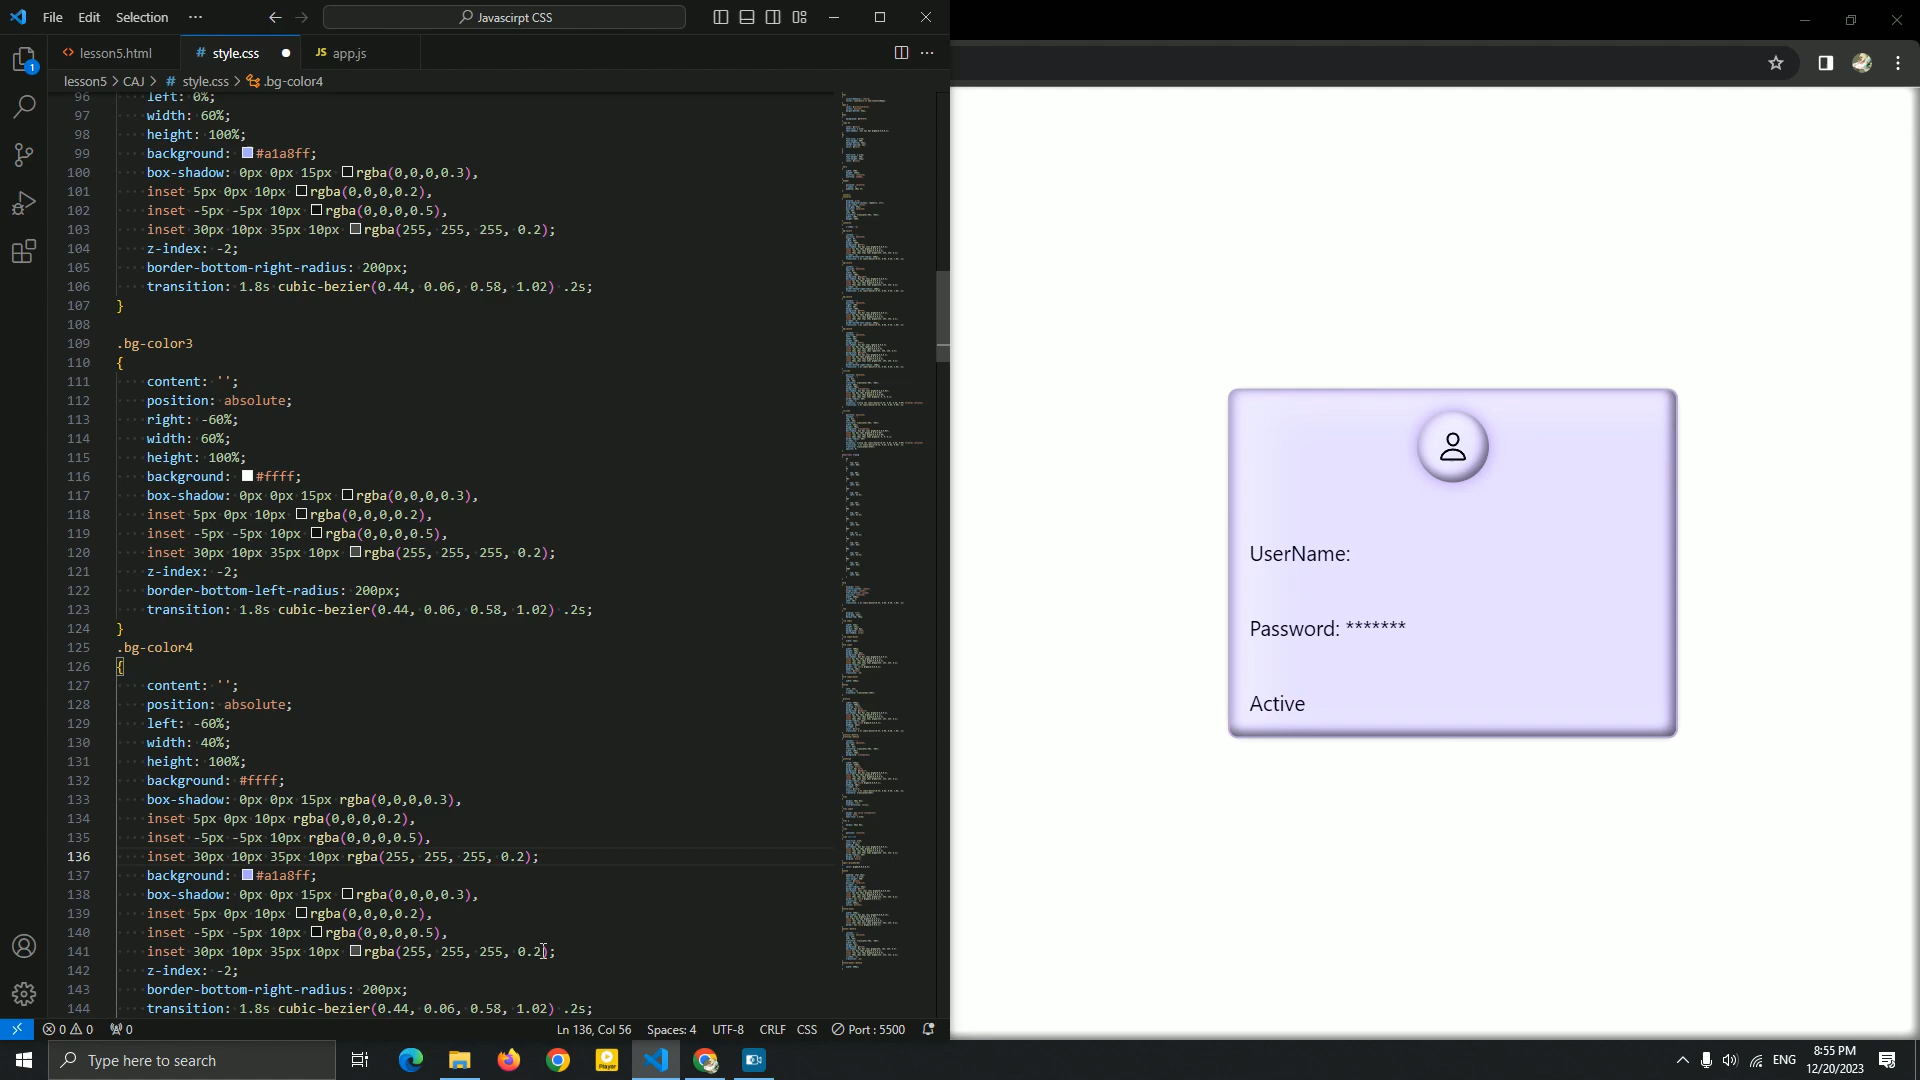 File Edit Selection ··· Javascirpt CSS
lesson5.html # style.css JS app.js
lesson5 > CAJ > # style.css > .bg-color4
96 left: 0%;
97 width: 60%;
98 height: 100%;
99 background: #a1a8ff;
100 box-shadow: 0px 0px 15px rgba(0,0,0,0.3),
101 inset 5px 0px 10px rgba(0,0,0,0.2),
102 inset -5px -5px 10px rgba(0,0,0,0.5),
103 inset 30px 10px 35px 10px rgba(255, 255, 255, 0.2);
104 z-index: -2;
105 border-bottom-right-radius: 200px;
106 transition: 1.8s cubic-bezier(0.44, 0.06, 0.58, 1.02) .2s;
107 }
108
109 .bg-color3
110 {
111 content: '';
112 position: absolute;
113 right: -60%;
114 width: 60%;
115 height: 100%;
116 background: #ffff;
117 box-shadow: 0px 0px 15px rgba(0,0,0,0.3),
118 inset 5px 0px 10px rgba(0,0,0,0.2),
119 inset -5px -5px 10px rgba(0,0,0,0.5),
120 inset 30px 10px 35px 10px rgba(255, 255, 255, 0.2);
121 z-index: -2;
122 border-bottom-left-radius: 200px;
123 transition: 1.8s cubic-bezier(0.44, 0.06, 0.58, 1.02) .2s;
124 }
125 .bg-color4
126 {
127 content: '';
128 position: absolute;
129 left: -60%;
130 width: 40%;
131 height: 100%;
132 background: #ffff;
133 box-shadow: 0px 0px 15px rgba(0,0,0,0.3),
134 inset 5px 0px 10px rgba(0,0,0,0.2),
135 inset -5px -5px 10px rgba(0,0,0,0.5),
136 inset 30px 10px 35px 10px rgba(255, 255, 255, 0.2);
137 background: #a1a8ff;
138 box-shadow: 0px 0px 15px rgba(0,0,0,0.3),
139 inset 5px 0px 10px rgba(0,0,0,0.2),
140 inset -5px -5px 10px rgba(0,0,0,0.5),
141 inset 30px 10px 35px 10px rgba(255, 255, 255, 0.2);
142 z-index: -2;
143 border-bottom-right-radius: 200px;
144 transition: 1.8s cubic-bezier(0.44, 0.06, 0.58, 1.02) .2s;
UserName:
Password: *******
Active
1
0 0 0 Ln 136, Col 56 Spaces: 4 UTF-8 CRLF CSS Port : 5500
Type here to search
Player
ENG
8:55 PM
12/20/2023